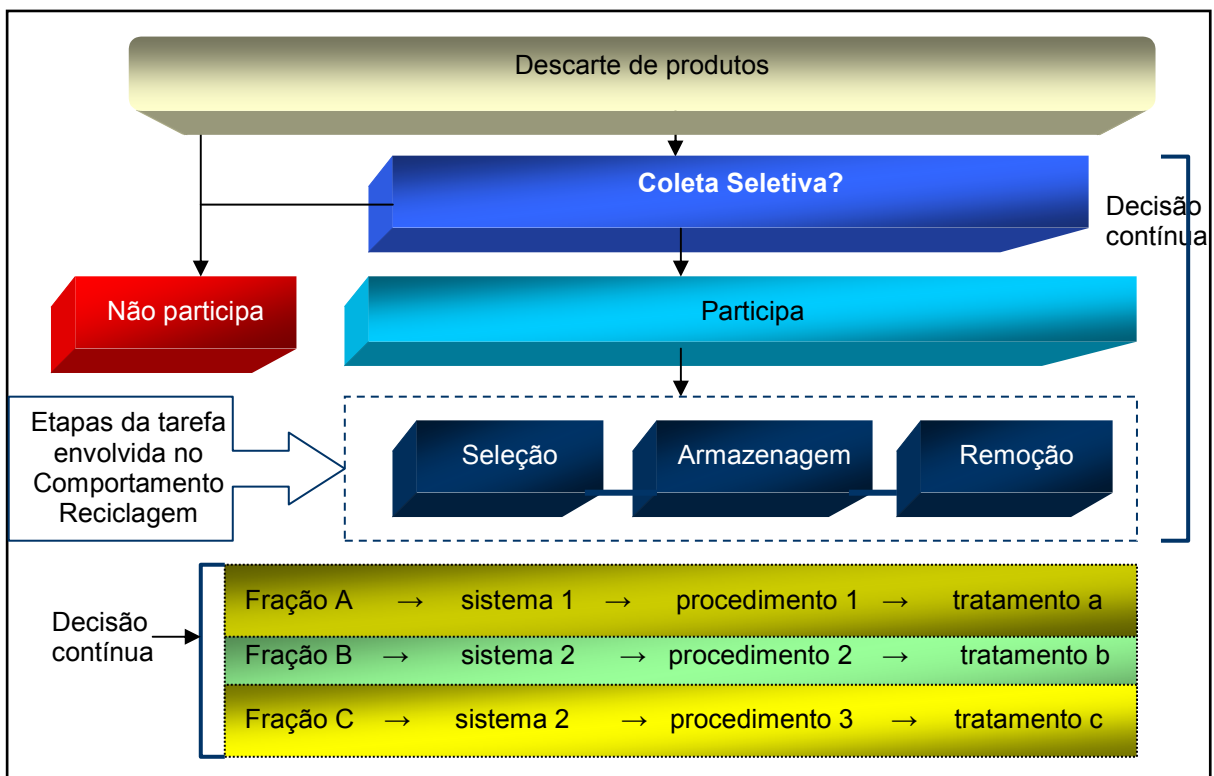 Descarte de produtos
Coleta Seletiva?
Decisão
contínua
Não participa
Participa
Etapas da tarefa
envolvida no
Comportamento
Reciclagem
Seleção
Armazenagem
Remoção
Decisão
contínua
Fração A → sistema 1 → procedimento 1 → tratamento a
Fração B → sistema 2 → procedimento 2 → tratamento b
Fração C → sistema 2 → procedimento 3 → tratamento c